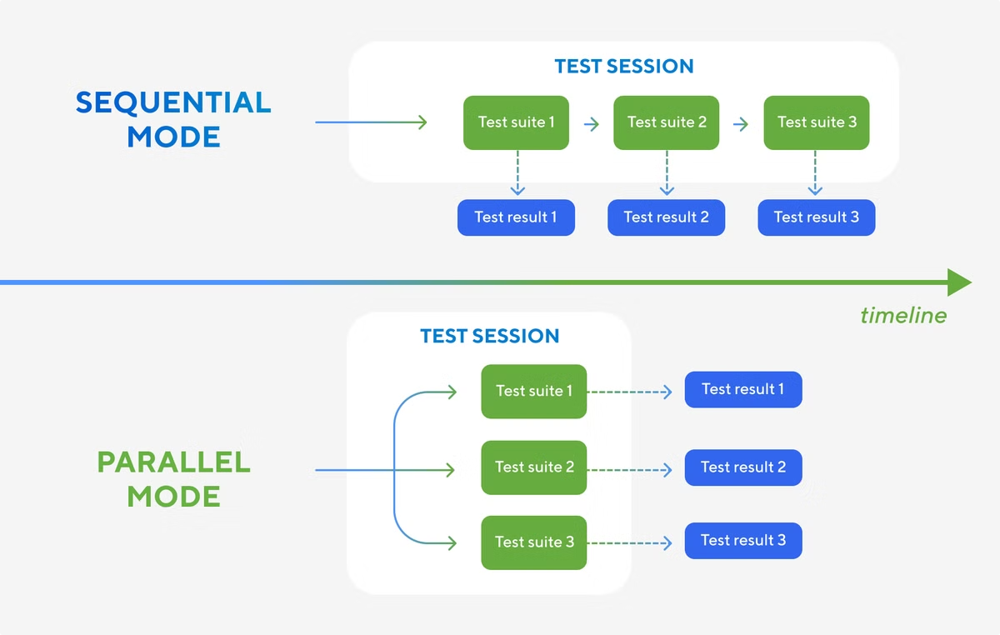 SEQUENTIAL
MODE
TEST SESSION
Test suite 1
Test suite 2
Test suite 3
Test result 1
Test result 2
Test result 3
timeline
PARALLEL
MODE
TEST SESSION
Test suite 1
Test result 1
Test suite 2
Test result 2
Test suite 3
Test result 3